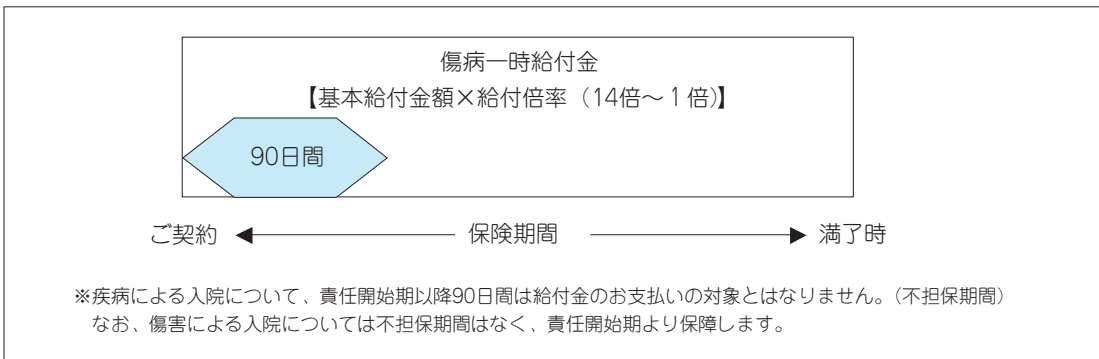 傷病一時給付金
【基本給付金額×給付倍率（14倍～1倍）】
90日間
ご契約 保険期間 満了時
※疾病による入院について、責任開始期以降90日間は給付金のお支払いの対象とはなりません。（不担保期間）
なお、傷害による入院については不担保期間はなく、責任開始期より保障します。